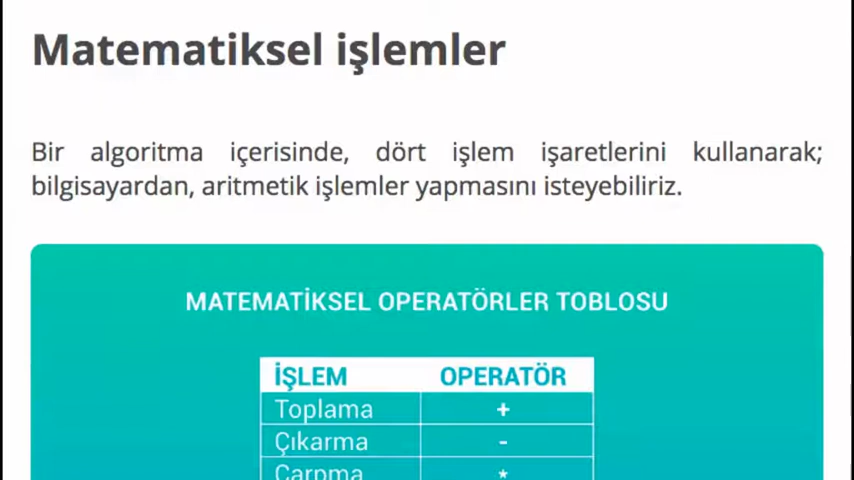 Matematiksel işlemler
Bir algoritma içerisinde, dört işlem işaretlerini kullanarak;
bilgisayardan, aritmetik işlemler yapmasını isteyebiliriz.
MATEMATİKSEL OPERATÖRLER TOBLOSU
İŞLEM OPERATÖR
Toplama +
Çıkarma -
Çarpma *